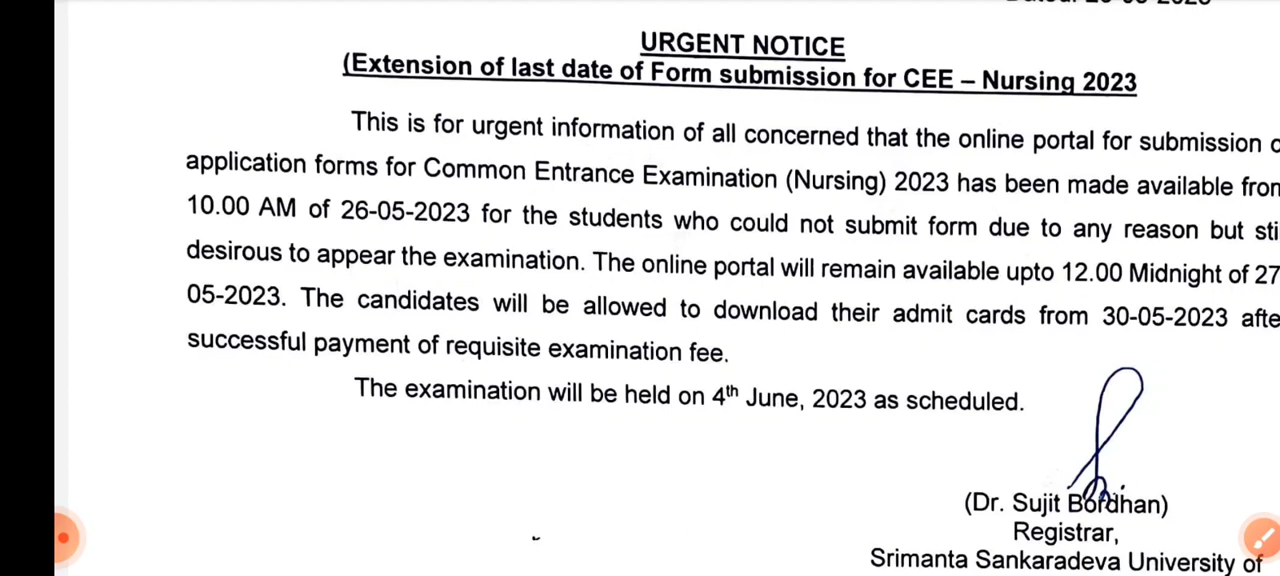 URGENT NOTICE
(Extension of last date of Form submission for CEE – Nursing 2023
This is for urgent information of all concerned that the online portal for submission o
application forms for Common Entrance Examination (Nursing) 2023 has been made available from
10.00 AM of 26-05-2023 for the students who could not submit form due to any reason but sti
desirous to appear the examination. The online portal will remain available upto 12.00 Midnight of 27
05-2023. The candidates will be allowed to download their admit cards from 30-05-2023 afte
successful payment of requisite examination fee.
The examination will be held on 4th June, 2023 as scheduled.
(Dr. Sujit Bordhan)
Registrar,
Srimanta Sankaradeva University of